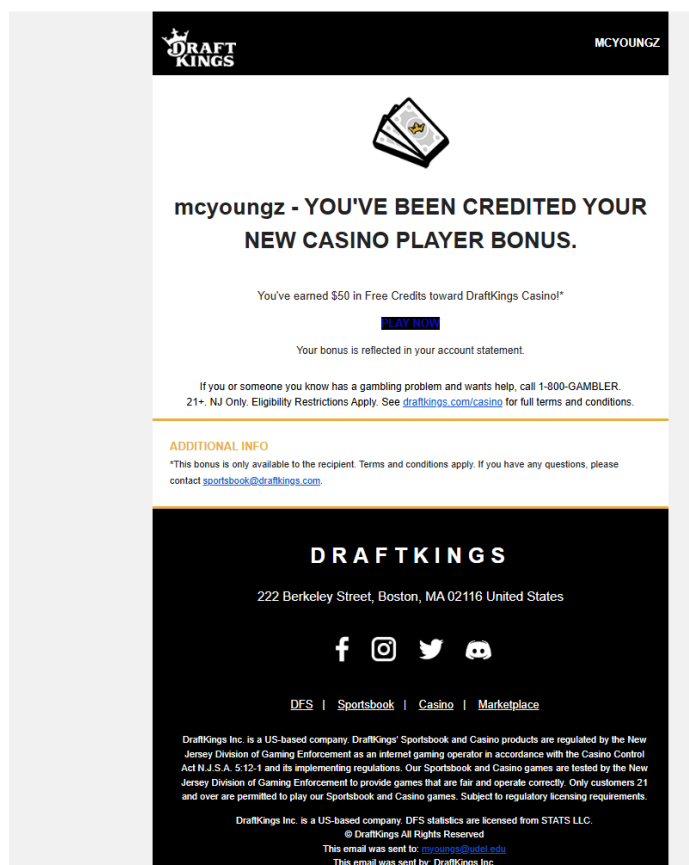 DRAFT
KINGS
MCYOUNGZ
mcyoungz - YOU'VE BEEN CREDITED YOUR
NEW CASINO PLAYER BONUS.
You've earned $50 in Free Credits toward DraftKings Casino!*
PLAY NOW
Your bonus is reflected in your account statement.
If you or someone you know has a gambling problem and wants help, call 1-800-GAMBLER.
21+. NJ Only. Eligibility Restrictions Apply. See draftkings.com/casino for full terms and conditions.
ADDITIONAL INFO
*This bonus is only available to the recipient. Terms and conditions apply. If you have any questions, please
contact sportsbook@draftkings.com.
DRAFTKINGS
222 Berkeley Street, Boston, MA 02116 United States
DFS | Sportsbook | Casino | Marketplace
DraftKings Inc. is a US-based company. DraftKings' Sportsbook and Casino products are regulated by the New
Jersey Division of Gaming Enforcement as an internet gaming operator in accordance with the Casino Control
Act N.J.S.A. 5:12-1 and its implementing regulations. Our Sportsbook and Casino games are tested by the New
Jersey Division of Gaming Enforcement to provide games that are fair and operate correctly. Only customers 21
and over are permitted to play our Sportsbook and Casino games. Subject to regulatory licensing requirements.
DraftKings Inc. is a US-based company. DFS statistics are licensed from STATS LLC.
© DraftKings All Rights Reserved
This email was sent to: myoungs@udel.edu
This email was sent by: DraftKings Inc